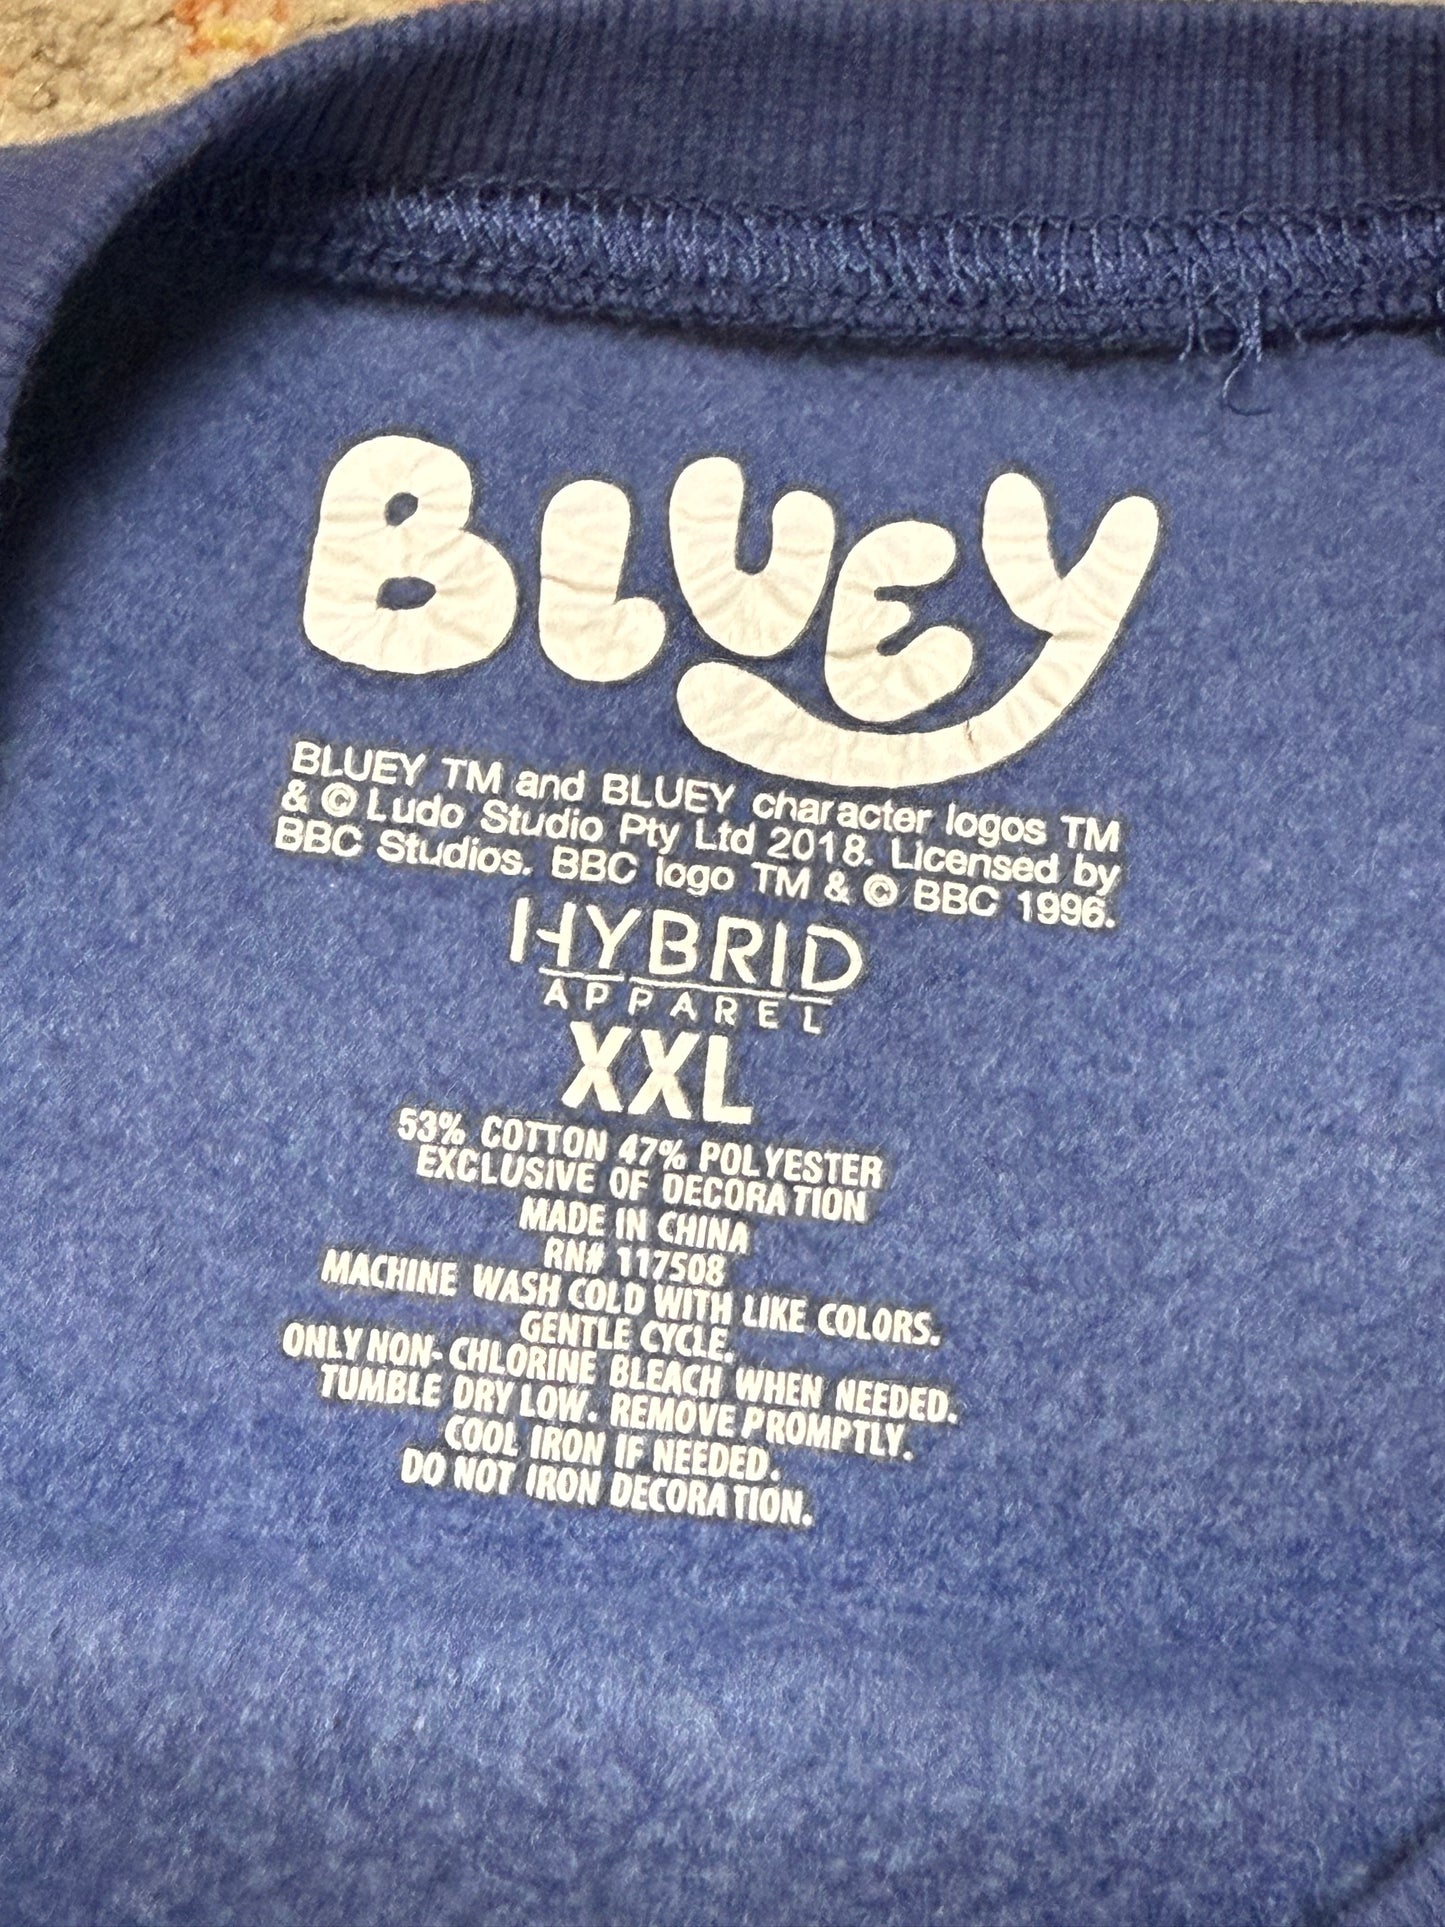 BLUEY
BLUEY TM and BLUEY character logos TM
& © Ludo Studio Pty Ltd 2018. Licensed by
BBC Studios. BBC logo TM & © BBC 1996.
HYBRID
APPAREL
XXL
53% COTTON 47% POLYESTER
EXCLUSIVE OF DECORATION
MADE IN CHINA
RN# 117508
MACHINE WASH COLD WITH LIKE COLORS.
GENTLE CYCLE.
ONLY NON- CHLORINE BLEACH WHEN NEEDED.
TUMBLE DRY LOW. REMOVE PROMPTLY.
COOL IRON IF NEEDED.
DO NOT IRON DECORATION.